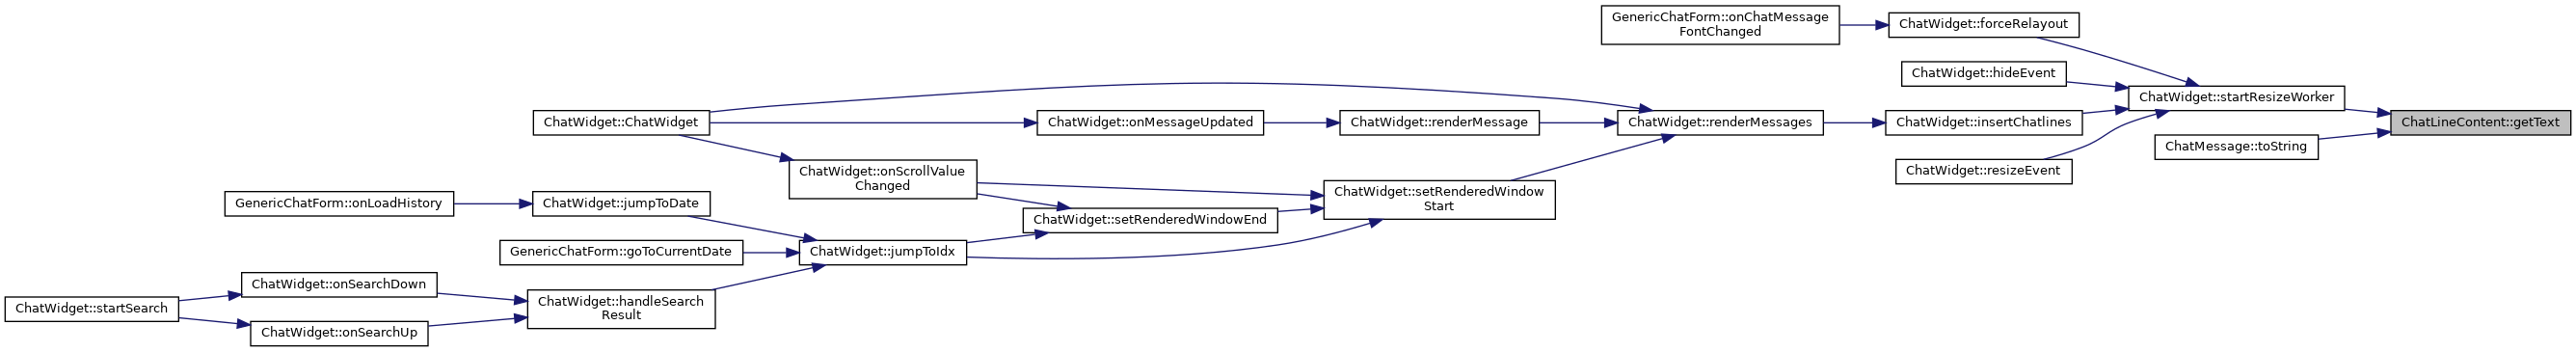 GenericChatForm::onChatMessage
FontChanged
ChatWidget::forceRelayout
ChatWidget::hideEvent
ChatWidget::startResizeWorker
ChatWidget::ChatWidget
ChatWidget::onMessageUpdated
ChatWidget::renderMessage
ChatWidget::renderMessages
ChatWidget::insertChatlines
ChatLineContent::getText
ChatMessage::toString
ChatWidget::onScrollValue
Changed
ChatWidget::resizeEvent
GenericChatForm::onLoadHistory
ChatWidget::jumpToDate
ChatWidget::setRenderedWindow
Start
ChatWidget::setRenderedWindowEnd
GenericChatForm::goToCurrentDate
ChatWidget::jumpToIdx
ChatWidget::onSearchDown
ChatWidget::startSearch
ChatWidget::handleSearch
Result
ChatWidget::onSearchUp